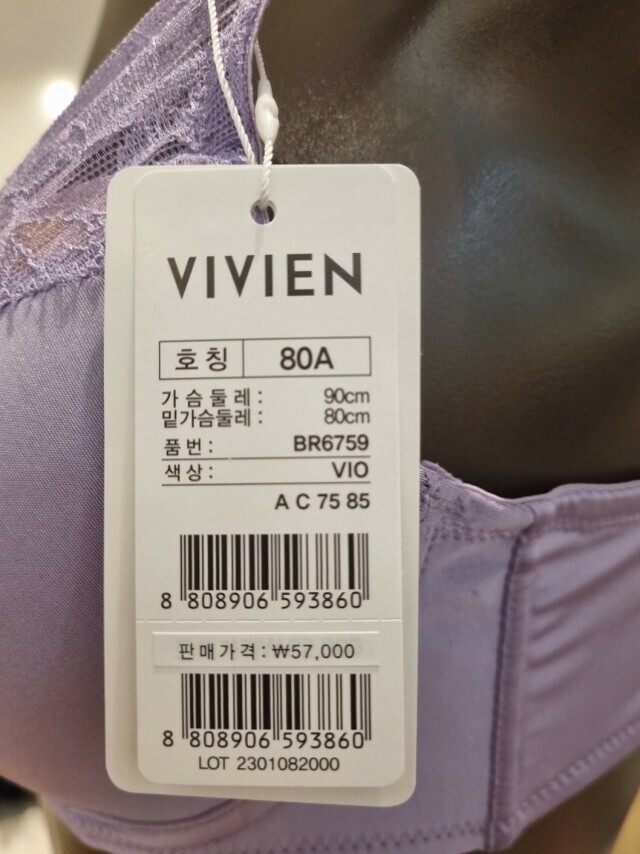 VIVIEN
호칭 80A
가슴둘레: 90cm
밑가슴둘레: 80cm
품번: BR6759
색상: VIO
A C 75 85
8 808906 593860
판매가격: ₩57,000
8 808906 593860
LOT 2301082000